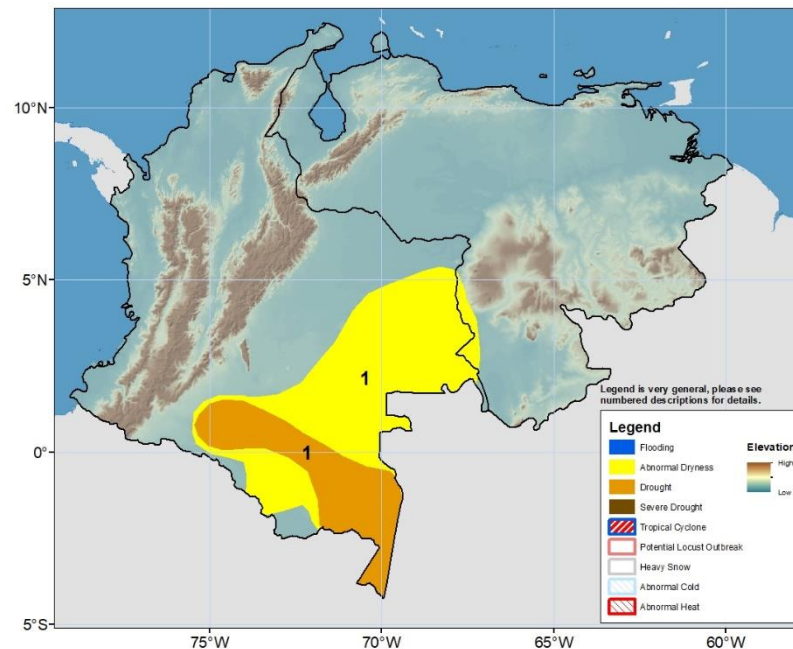 10°N
5°N
0°
5°S
75°W
70°W
65°W
60°W
1
1
Legend is very general, please see
numbered descriptions for details.
Legend
Flooding
Abnormal Dryness
Drought
Severe Drought
Tropical Cyclone
Potential Locust Outbreak
Heavy Snow
Abnormal Cold
Abnormal Heat
Elevation
High
Low